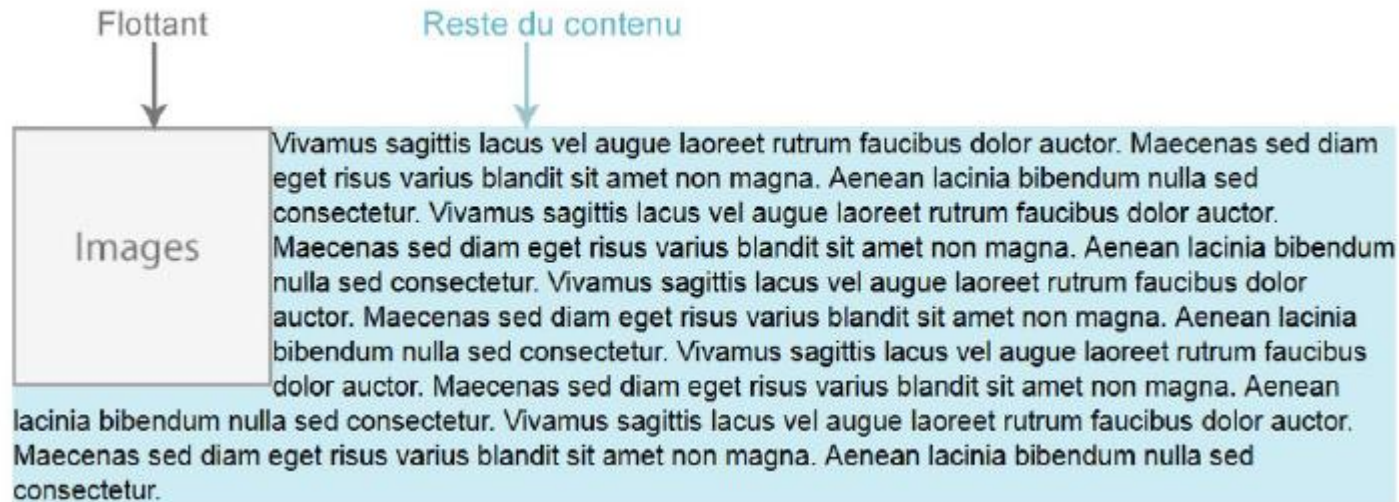 Flottant
Reste du contenu
Images
Vivamus sagittis lacus vel augue laoreet rutrum faucibus dolor auctor. Maecenas sed diam
eget risus varius blandit sit amet non magna. Aenean lacinia bibendum nulla sed
consectetur. Vivamus sagittis lacus vel augue laoreet rutrum faucibus dolor auctor.
Maecenas sed diam eget risus varius blandit sit amet non magna. Aenean lacinia bibendum
nulla sed consectetur. Vivamus sagittis lacus vel augue laoreet rutrum faucibus dolor
auctor. Maecenas sed diam eget risus varius blandit sit amet non magna. Aenean lacinia
bibendum nulla sed consectetur. Vivamus sagittis lacus vel augue laoreet rutrum faucibus
dolor auctor. Maecenas sed diam eget risus varius blandit sit amet non magna. Aenean
lacinia bibendum nulla sed consectetur. Vivamus sagittis lacus vel augue laoreet rutrum faucibus dolor auctor.
Maecenas sed diam eget risus varius blandit sit amet non magna. Aenean lacinia bibendum nulla sed
consectetur.